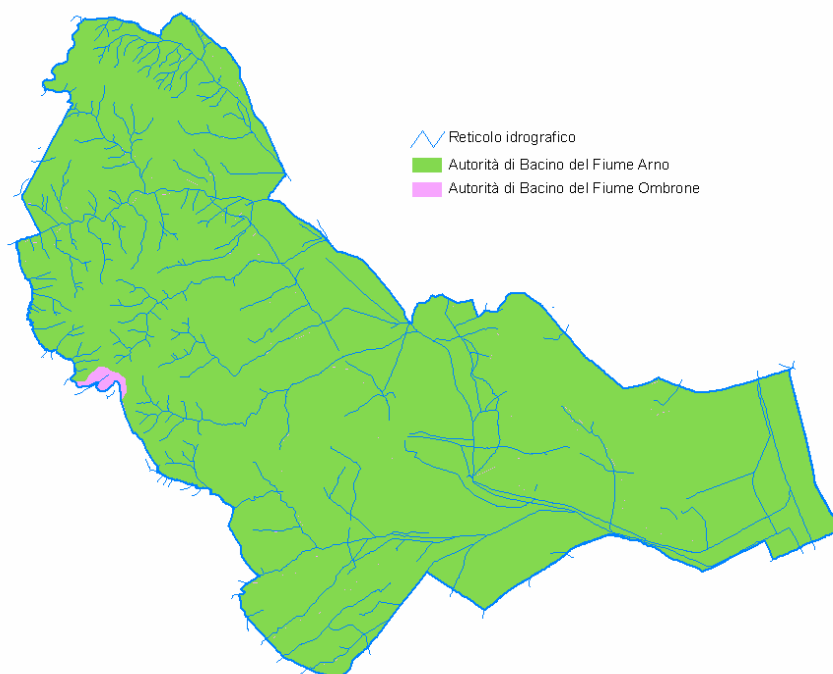 Reticolo idrografico
Autorità di Bacino del Fiume Arno
Autorità di Bacino del Fiume Ombrone